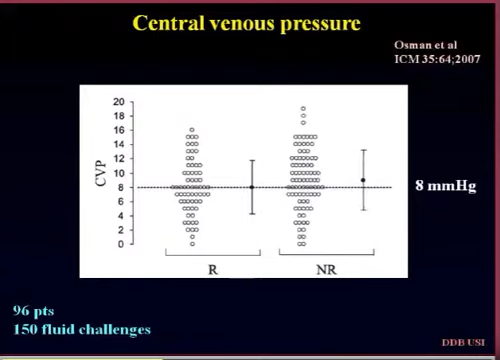 Central venous pressure
Osman et al
ICM 35:64;2007
20
18
16
14
12
10
8
6
4
2
0
CVP
8 mmHg
R
NR
96 pts
150 fluid challenges
DDB USI